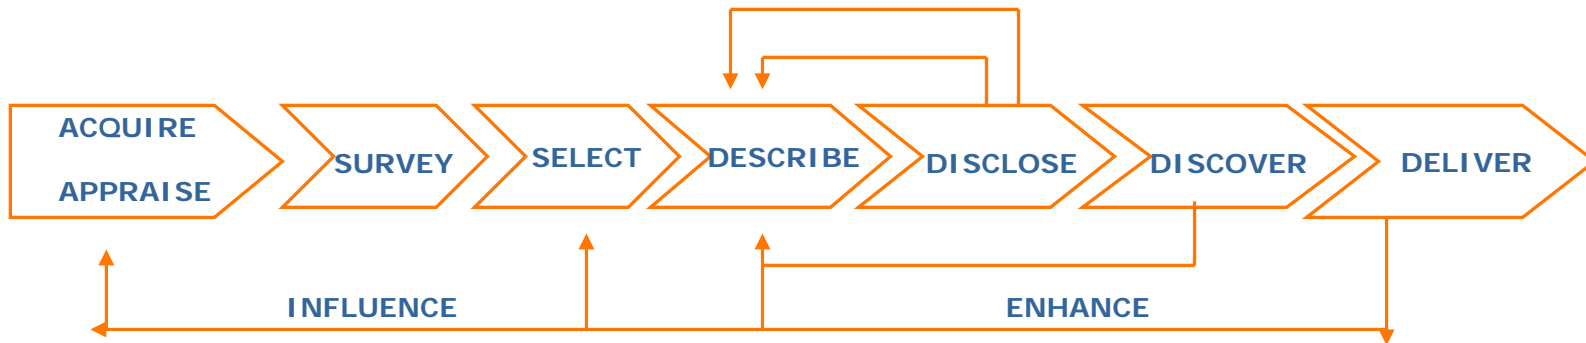 ACQUIRE
APPRAISE
SURVEY
SELECT
DESCRIBE
DISCLOSE
DISCOVER
DELIVER
INFLUENCE
ENHANCE